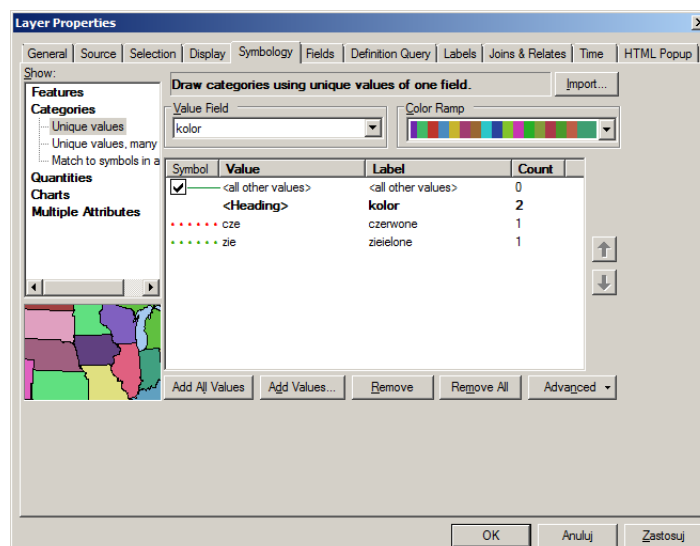 Layer Properties
General Source Selection Display Symbology Fields Definition Query Labels Joins & Relates Time HTML Popup
Show:
Features
Categories
Unique values
Unique values, many
Match to symbols in a
Quantities
Charts
Multiple Attributes
Draw categories using unique values of one field.
Import...
Value Field
kolor
Color Ramp
Symbol Value Label Count
<all other values> <all other values> 0
<Heading> kolor 2
cze czerwone 1
zie zieielone 1
Add All Values Add Values... Remove Remove All Advanced
OK Anuluj Zastosuj